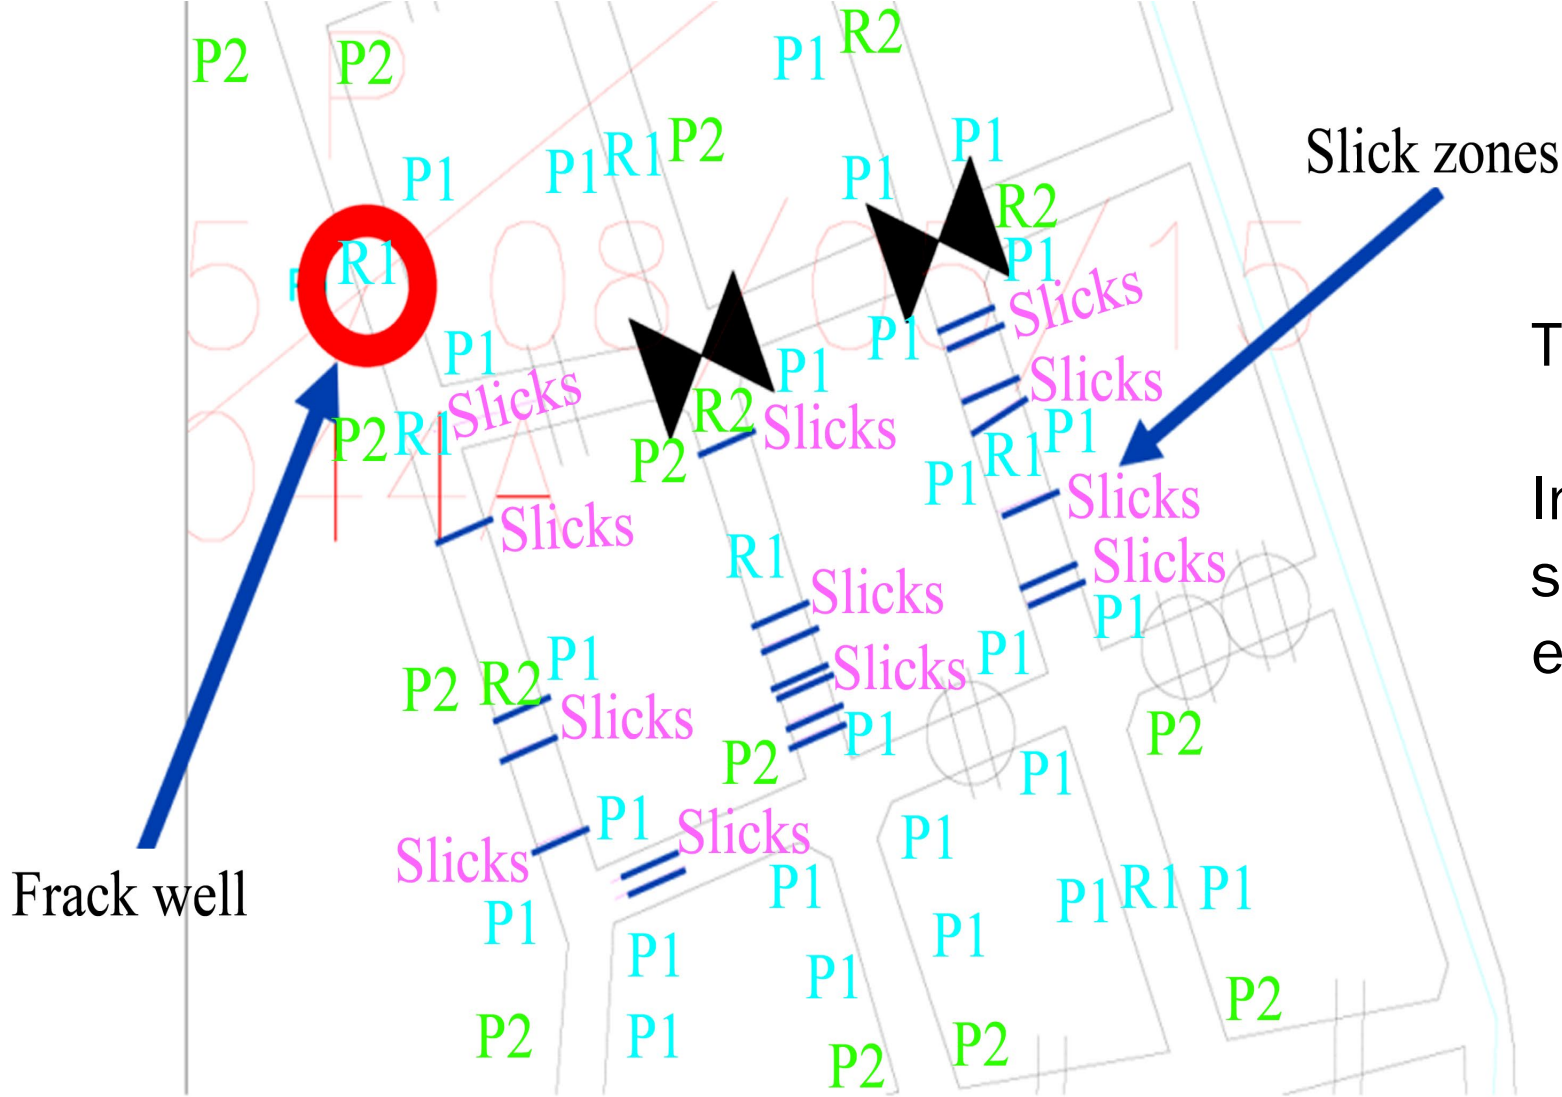 R2
P2 P2 P1
P1 P2
R1
P1 Slick zones
P1 P1 P1
R2
R1 P1
Slicks
P1
P1 P1
Slicks Slicks
R2 Slicks
P2 R1 P1
P2 R1
P1
Slicks
Slicks
R1 Slicks
Slicks
P1
P1 P1
P2 R2 Slicks
Slicks
P1 P2
P2 P1
P1 Slicks P1
Slicks
Frack well P1 R1 P1
P1
P1 P1
P1 P1
P2
P2 P1 P2
P2